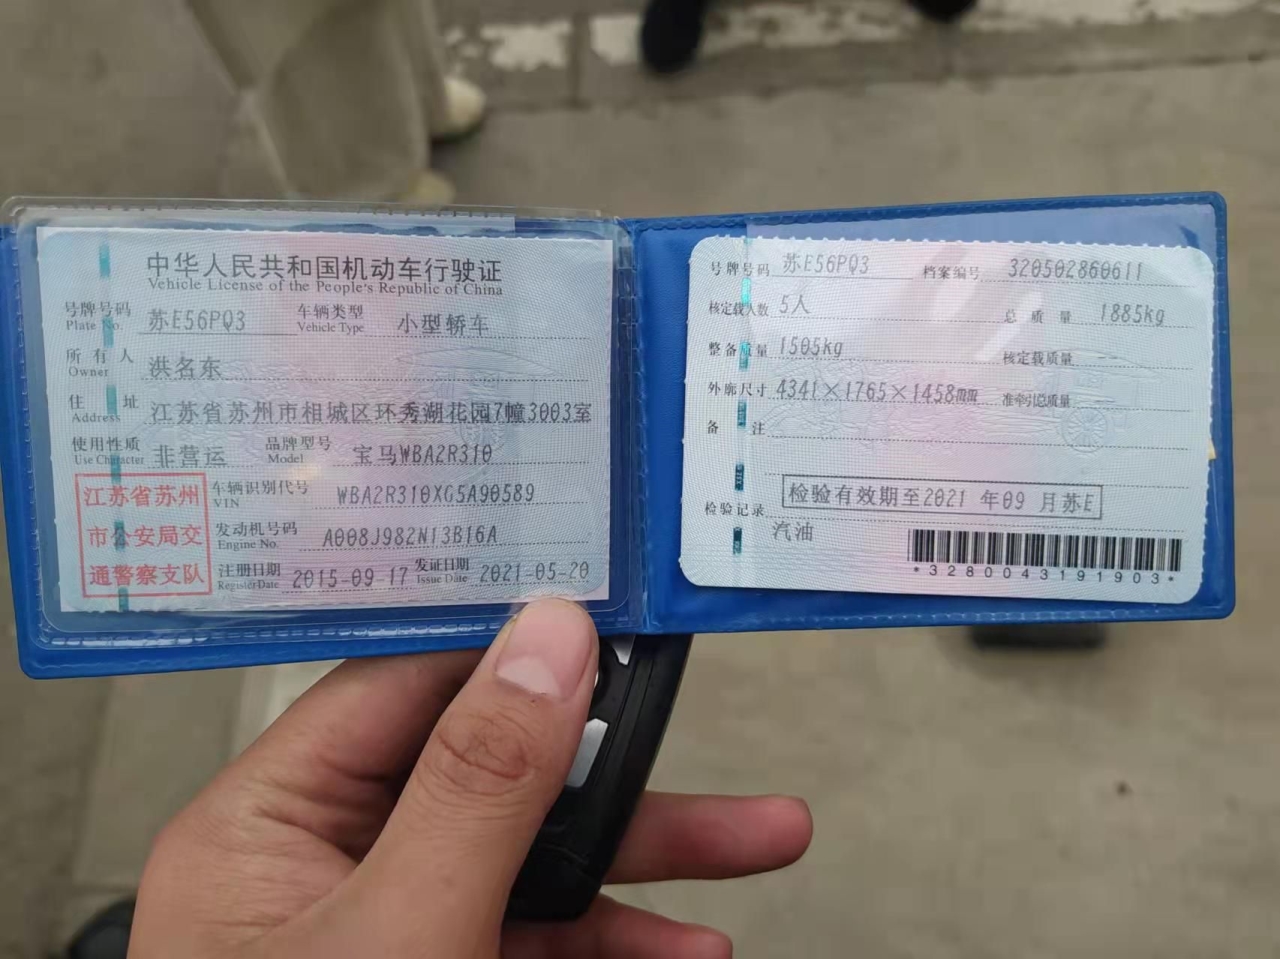 中华人民共和国机动车行驶证
Vehicle License of the People's Republic of China
号牌号码 苏E56PQ3 车辆类型 小型轿车
Plate No. Vehicle Type
所有人 洪名东
Owner
住址 江苏省苏州市相城区环秀湖花园7幢3003室
Address
使用性质 非营运 品牌型号 宝马WBA2R310
Use Character Model
江苏省苏州
市公安局交
通警察支队
车辆识别代号 WBA2R310XG5A90589
VIN
发动机号码 A008J982N13B16A
Engine No.
注册日期 2015-09-17 发证日期 2021-05-20
Register Date Issue Date
号牌号码 苏E56PQ3 档案编号 320502860611
核定载人数 5人 总质量 1885kg
整备质量 1505kg 核定载质量 --
外廓尺寸 4341×1765×1458mm 准牵引总质量
备注
检验有效期至2021年09月苏E
检验记录
汽油
*3280043191903*